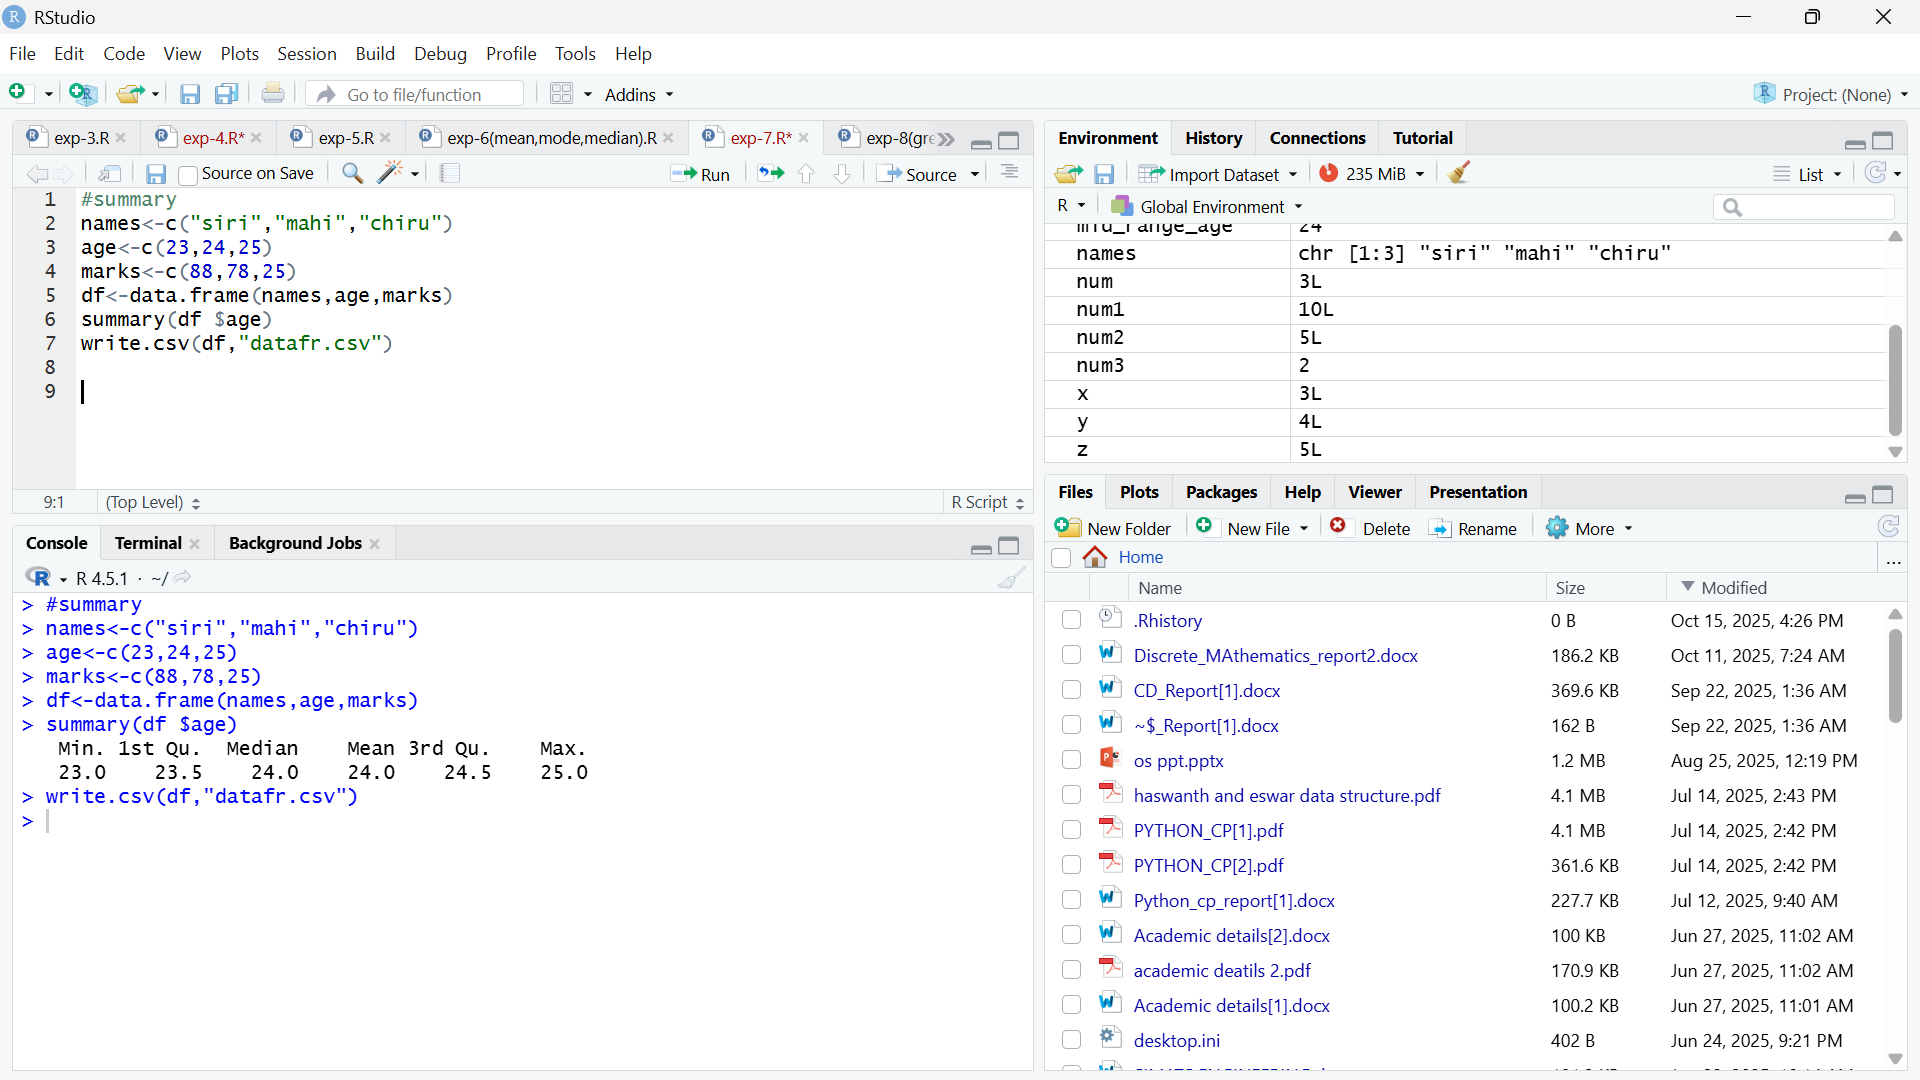 RStudio
File Edit Code View Plots Session Build Debug Profile Tools Help
Go to file/function Addins Project: (None)
exp-3.R exp-4.R* exp-5.R exp-6(mean,mode,median).R exp-7.R* exp-8(gre
Source on Save Run Source
1 #summary
2 names<-c("siri","mahi","chiru")
3 age<-c(23,24,25)
4 marks<-c(88,78,25)
5 df<-data.frame(names,age,marks)
6 summary(df $age)
7 write.csv(df,"datafr.csv")
8
9
9:1 (Top Level) R Script
Console Terminal Background Jobs
R 4.5.1 · ~/
> #summary
> names<-c("siri","mahi","chiru")
> age<-c(23,24,25)
> marks<-c(88,78,25)
> df<-data.frame(names,age,marks)
> summary(df $age)
Min. 1st Qu. Median Mean 3rd Qu. Max.
23.0 23.5 24.0 24.0 24.5 25.0
> write.csv(df,"datafr.csv")
>
Environment History Connections Tutorial
Import Dataset 235 MiB List
R Global Environment
24
names chr [1:3] "siri" "mahi" "chiru"
num 3L
num1 10L
num2 5L
num3 2
x 3L
y 4L
z 5L
Files Plots Packages Help Viewer Presentation
New Folder New File Delete Rename More
Home ...
Name Size Modified
.Rhistory 0 B Oct 15, 2025, 4:26 PM
Discrete_MAthematics_report2.docx 186.2 KB Oct 11, 2025, 7:24 AM
CD_Report[1].docx 369.6 KB Sep 22, 2025, 1:36 AM
~$_Report[1].docx 162 B Sep 22, 2025, 1:36 AM
os ppt.pptx 1.2 MB Aug 25, 2025, 12:19 PM
haswanth and eswar data structure.pdf 4.1 MB Jul 14, 2025, 2:43 PM
PYTHON_CP[1].pdf 4.1 MB Jul 14, 2025, 2:42 PM
PYTHON_CP[2].pdf 361.6 KB Jul 14, 2025, 2:42 PM
Python_cp_report[1].docx 227.7 KB Jul 12, 2025, 9:40 AM
Academic details[2].docx 100 KB Jun 27, 2025, 11:02 AM
academic deatils 2.pdf 170.9 KB Jun 27, 2025, 11:02 AM
Academic details[1].docx 100.2 KB Jun 27, 2025, 11:01 AM
desktop.ini 402 B Jun 24, 2025, 9:21 PM